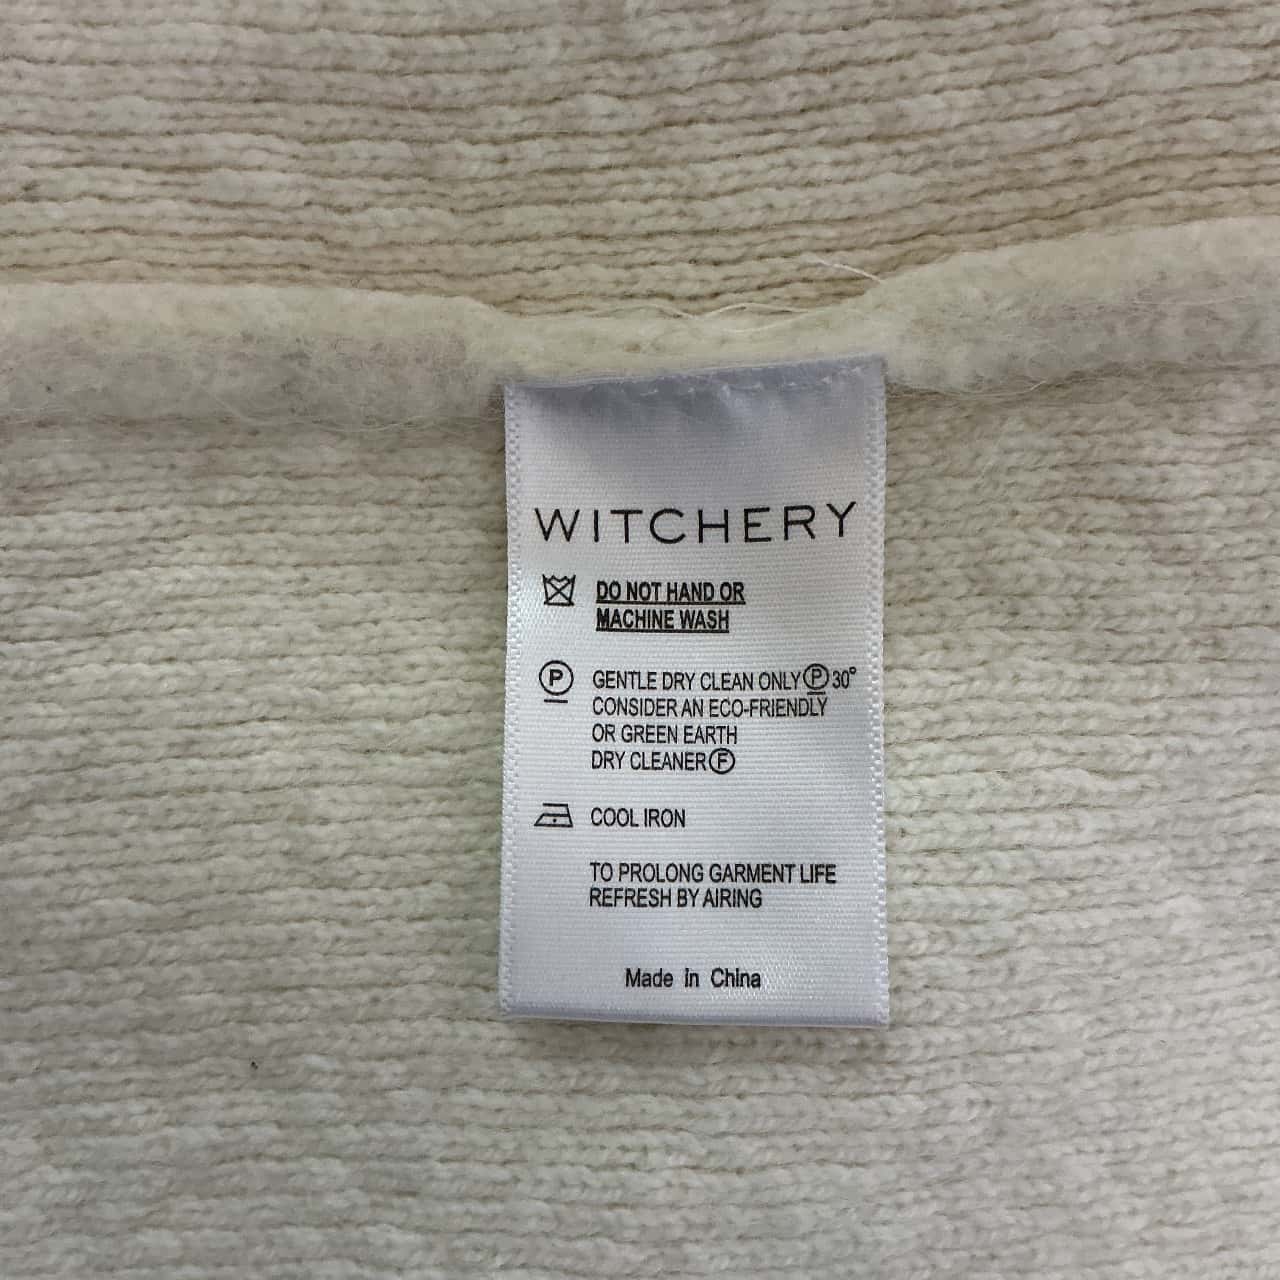 WITCHERY
DO NOT HAND OR
MACHINE WASH
P GENTLE DRY CLEAN ONLY P 30°
CONSIDER AN ECO-FRIENDLY
OR GREEN EARTH
DRY CLEANER F
COOL IRON
TO PROLONG GARMENT LIFE
REFRESH BY AIRING
Made in China